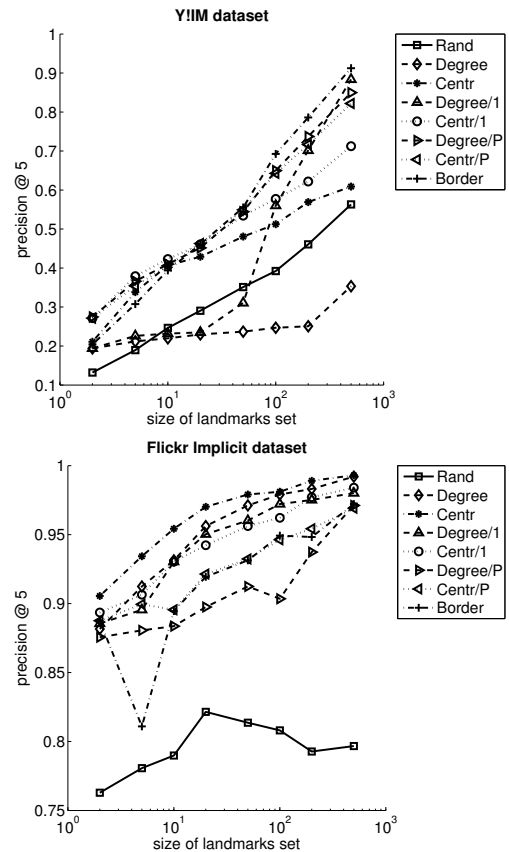 Y!IM dataset
1
0.9
0.8
0.7
0.6
0.5
0.4
0.3
0.2
0.1
precision @ 5
10^0
10^1
10^2
10^3
size of landmarks set
Rand
Degree
Centr
Degree/1
Centr/1
Degree/P
Centr/P
Border
Flickr Implicit dataset
1
0.95
0.9
0.85
0.8
0.75
precision @ 5
10^0
10^1
10^2
10^3
size of landmarks set
Rand
Degree
Centr
Degree/1
Centr/1
Degree/P
Centr/P
Border